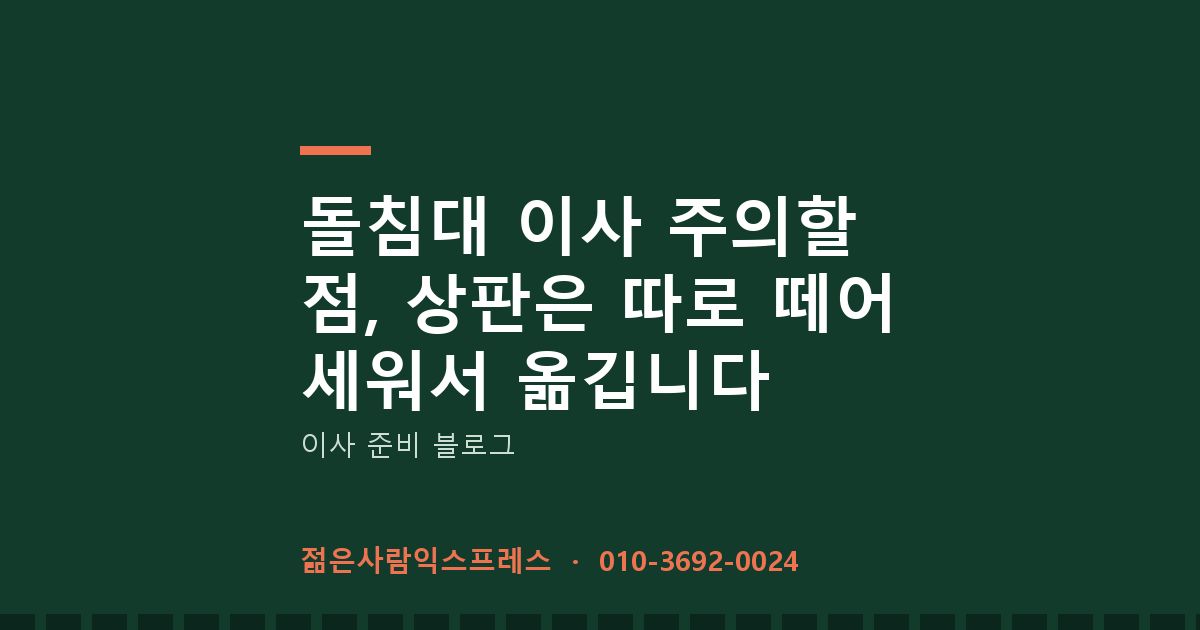 돌침대 이사 주의할
점, 상판은 따로 떼어
세워서 옮깁니다
이사 준비 블로그
젊은사람익스프레스 · 010-3692-0024